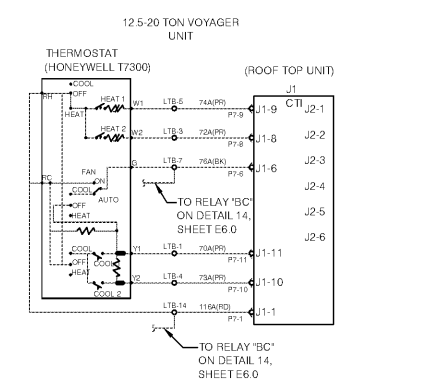 12.5-20 TON VOYAGER
UNIT
THERMOSTAT
(HONEYWELL T7300)
(ROOF TOP UNIT)
J1
CTI
COOL
OFF
RH
HEAT
HEAT 1
W1
LTB-5
74A(PR)
P7-9
J1-9
J2-1
HEAT 2
W2
LTB-3
72A(PR)
P7-8
J1-8
J2-2
G
LTB-7
76A(BK)
P7-6
J1-6
J2-3
FAN
ON
RC
COOL
AUTO
J2-4
OFF
HEAT
TO RELAY "BC"
ON DETAIL 14,
SHEET E6.0
J2-5
J2-6
COOL
OFF
HEAT
COOL
Y1
LTB-1
70A(PR)
P7-11
J1-11
COOL 2
Y2
LTB-4
73A(PR)
P7-10
J1-10
LTB-14
116A(RD)
P7-1
J1-1
TO RELAY "BC"
ON DETAIL 14,
SHEET E6.0